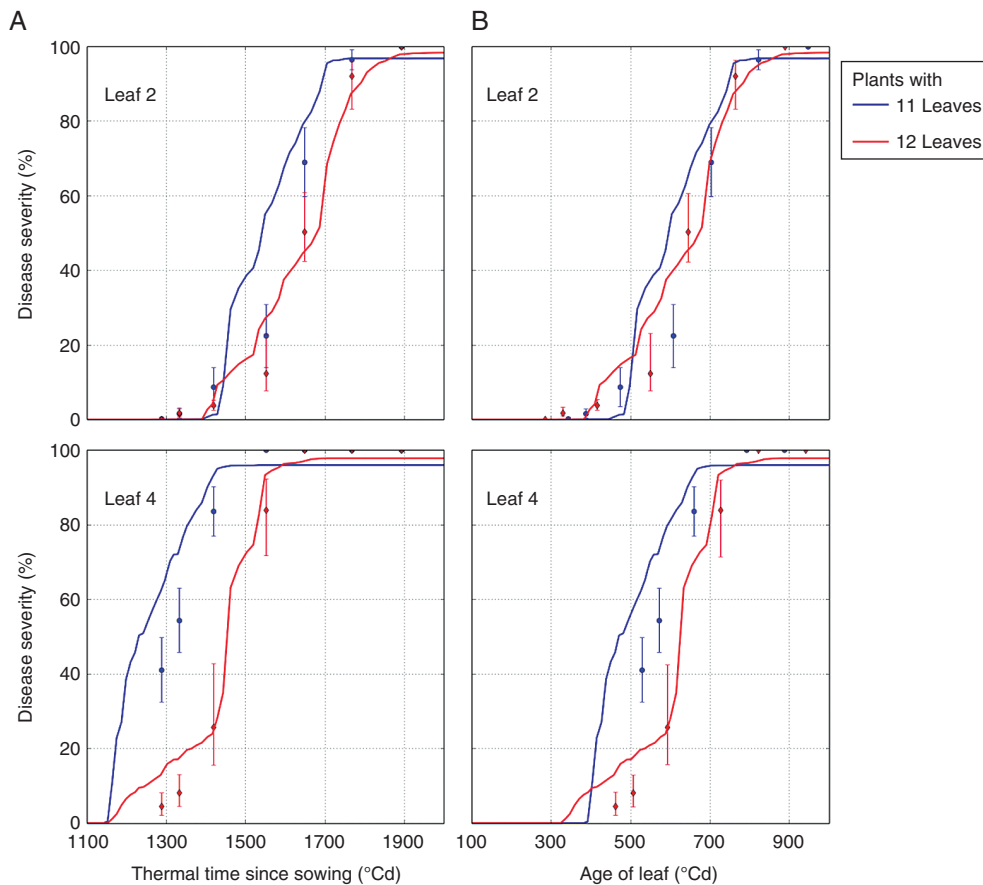 A
B
Leaf 2
Leaf 2
Plants with
11 Leaves
12 Leaves
Disease severity (%)
100
80
60
40
20
0
Leaf 4
Leaf 4
Disease severity (%)
100
80
60
40
20
0
1100 1300 1500 1700 1900
100 300 500 700 900
Thermal time since sowing (°Cd)
Age of leaf (°Cd)